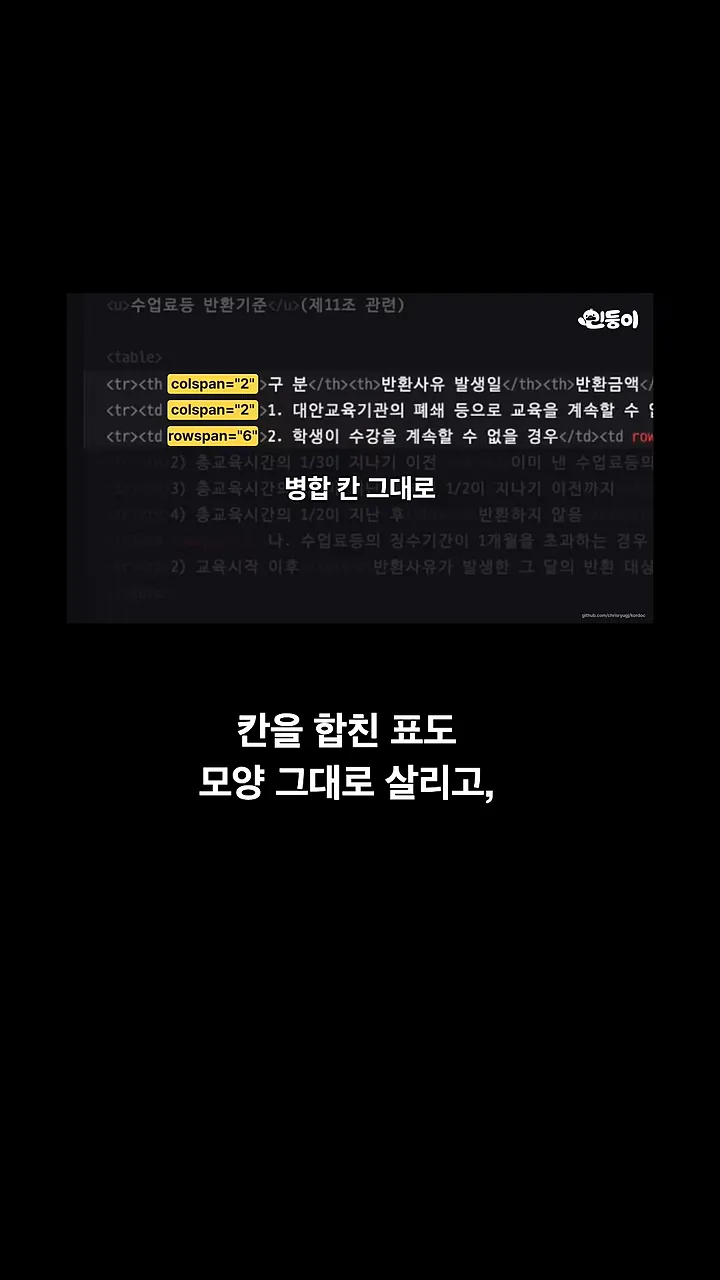 <u>수업료등 반환기준</u>(제11조 관련)
인둥이
<table>
<tr><th colspan="2">구 분</th><th>반환사유 발생일</th><th>반환금액</
<tr><td colspan="2">1. 대안교육기관의 폐쇄 등으로 교육을 계속할 수
<tr><td rowspan="6">2. 학생이 수강을 계속할 수 없을 경우</td><td row
2) 총교육시간의 1/3이 지나기 이전 이미 낸 수업료등의
3) 총교육시간의 1/2이 지나기 이전까지
병합 칸 그대로
4) 총교육시간의 1/2이 지난 후 반환하지 않음
나. 수업료등의 징수기간이 1개월을 초과하는 경우
2) 교육시작 이후 반환사유가 발생한 그 달의 반환 대상
github.com/chrisryugj/kordoc
칸을 합친 표도
모양 그대로 살리고,